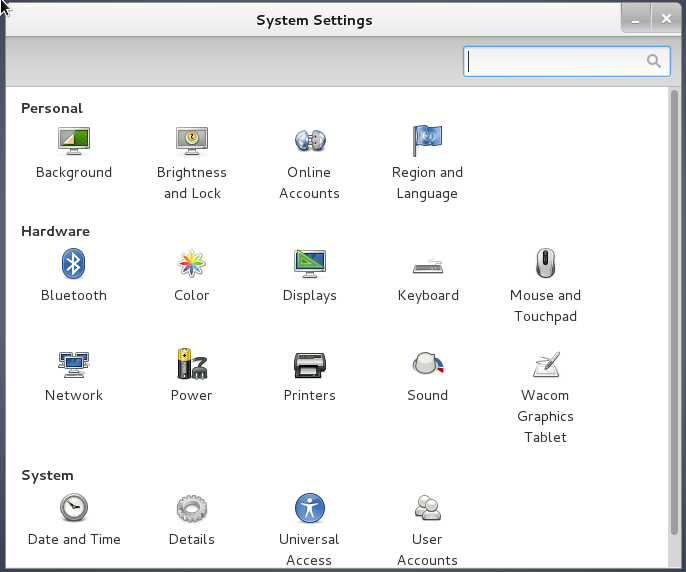 System Settings
Personal
Background
Brightness and Lock
Online Accounts
Region and Language
Hardware
Bluetooth
Color
Displays
Keyboard
Mouse and Touchpad
Network
Power
Printers
Sound
Wacom Graphics Tablet
System
Date and Time
Details
Universal Access
User Accounts